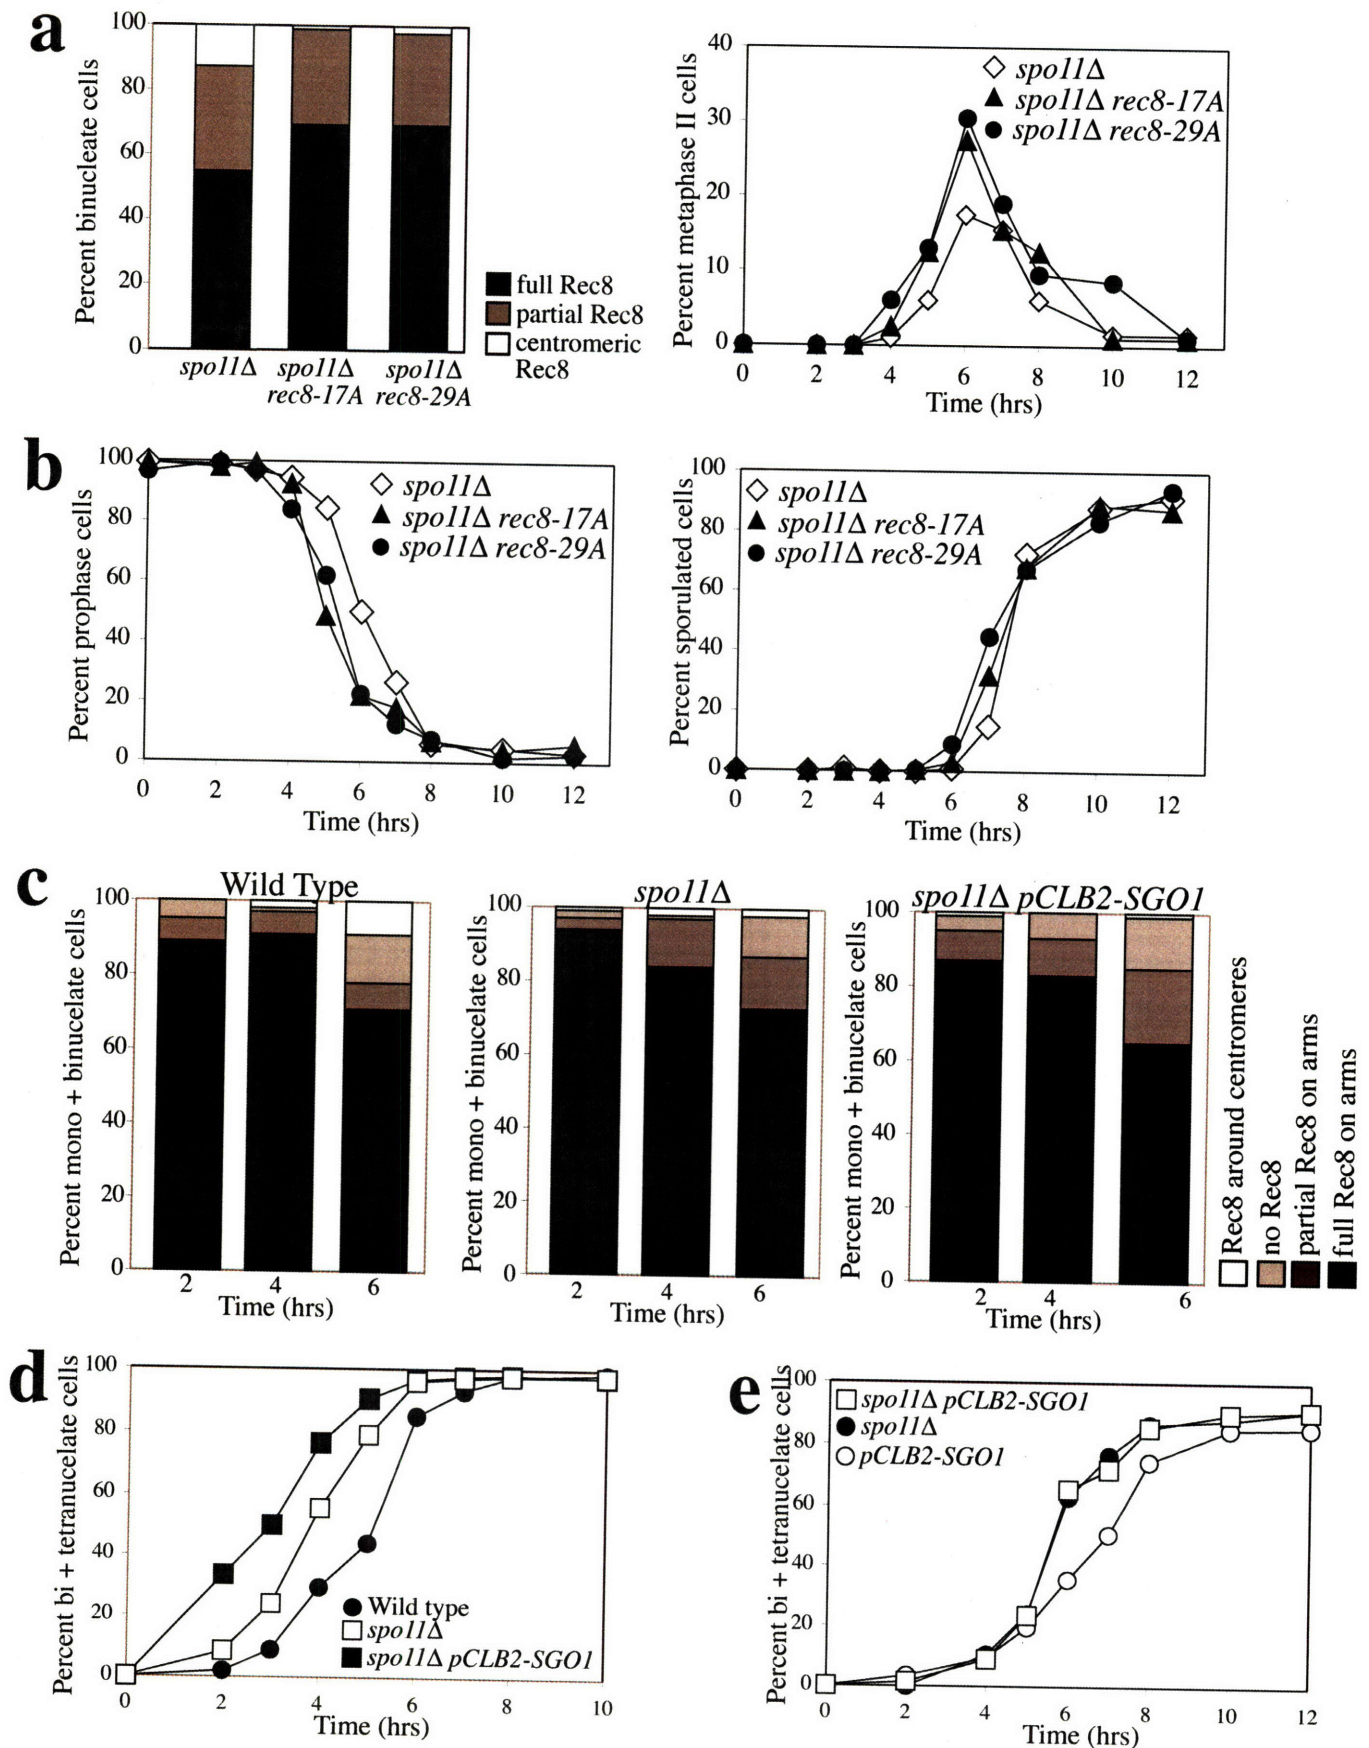 a
100
80
60
40
20
0
Percent binucleate cells
spo11Δ
spo11Δ
rec8-17A
spo11Δ
rec8-29A
full Rec8
partial Rec8
centromeric
Rec8
40
30
20
10
0
Percent metaphase II cells
spo11Δ
spo11Δ rec8-17A
spo11Δ rec8-29A
0 2 4 6 8 10 12
Time (hrs)
b
100
80
60
40
20
0
Percent prophase cells
spo11Δ
spo11Δ rec8-17A
spo11Δ rec8-29A
0 2 4 6 8 10 12
Time (hrs)
100
80
60
40
20
0
Percent sporulated cells
spo11Δ
spo11Δ rec8-17A
spo11Δ rec8-29A
0 2 4 6 8 10 12
Time (hrs)
c
Wild Type
100
80
60
40
20
0
Percent mono + binucelate cells
2 4 6
Time (hrs)
spo11Δ
100
80
60
40
20
0
Percent mono + binucelate cells
2 4 6
Time (hrs)
spo11Δ pCLB2-SGO1
100
80
60
40
20
0
Percent mono + binucelate cells
2 4 6
Time (hrs)
Rec8 around centromeres
no Rec8
partial Rec8 on arms
full Rec8 on arms
d
100
80
60
40
20
0
Percent bi + tetranucelate cells
Wild type
spo11Δ
spo11Δ pCLB2-SGO1
0 2 4 6 8 10
Time (hrs)
e
100
80
60
40
20
0
Percent bi + tetranucelate cells
spo11Δ pCLB2-SGO1
spo11Δ
pCLB2-SGO1
0 2 4 6 8 10 12
Time (hrs)